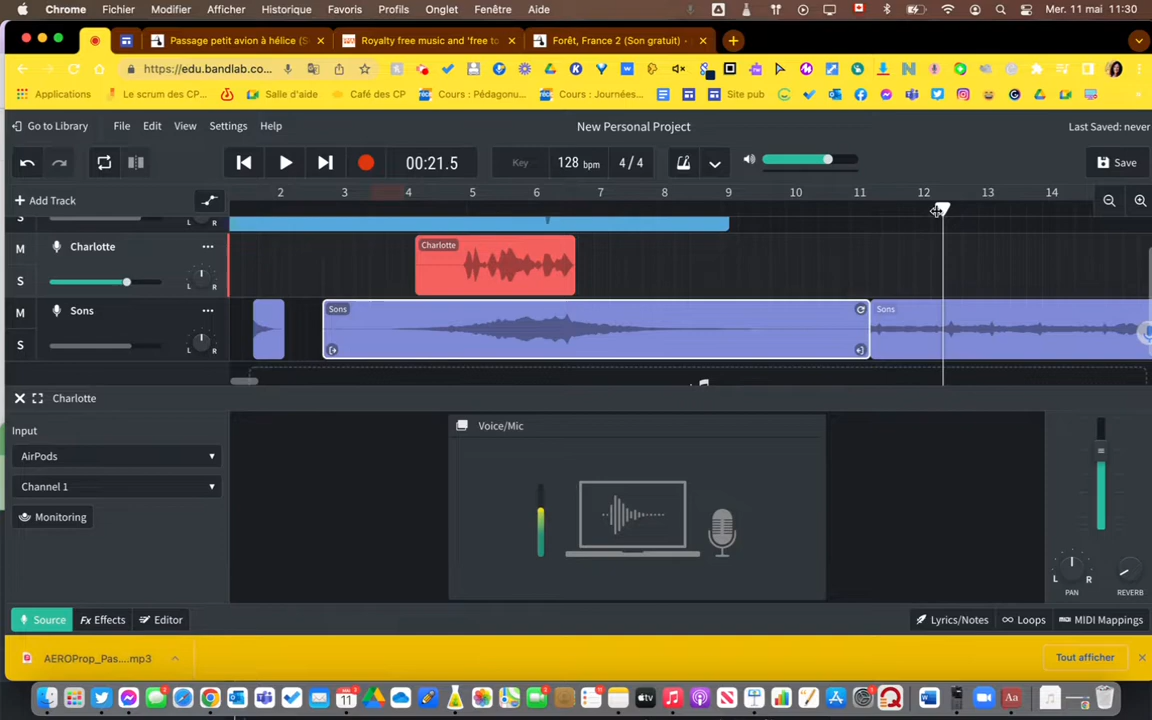 Chrome Fichier Modifier Afficher Historique Favoris Profils Onglet Fenêtre Aide Mer. 11 mai 11:30
Passage petit avion à hélice (S Royalty free music and 'free to Forêt, France 2 (Son gratuit) -
https://edu.bandlab.co...
Applications Le scrum des CP... Salle d'aide Café des CP Cours : Pédagonu... Cours : Journées... Site pub
Go to Library File Edit View Settings Help New Personal Project Last Saved: never
00:21.5 Key 128 bpm 4/4 Save
Add Track 2 3 4 5 6 7 8 9 10 11 12 13 14
S L R
M Charlotte Charlotte
S L R
M Sons Sons Sons
S L R
Charlotte
Input Voice/Mic
AirPods
Channel 1
Monitoring
L R
PAN REVERB
Source Fx Effects Editor Lyrics/Notes Loops MIDI Mappings
AEROProp_Pas....mp3 Tout afficher